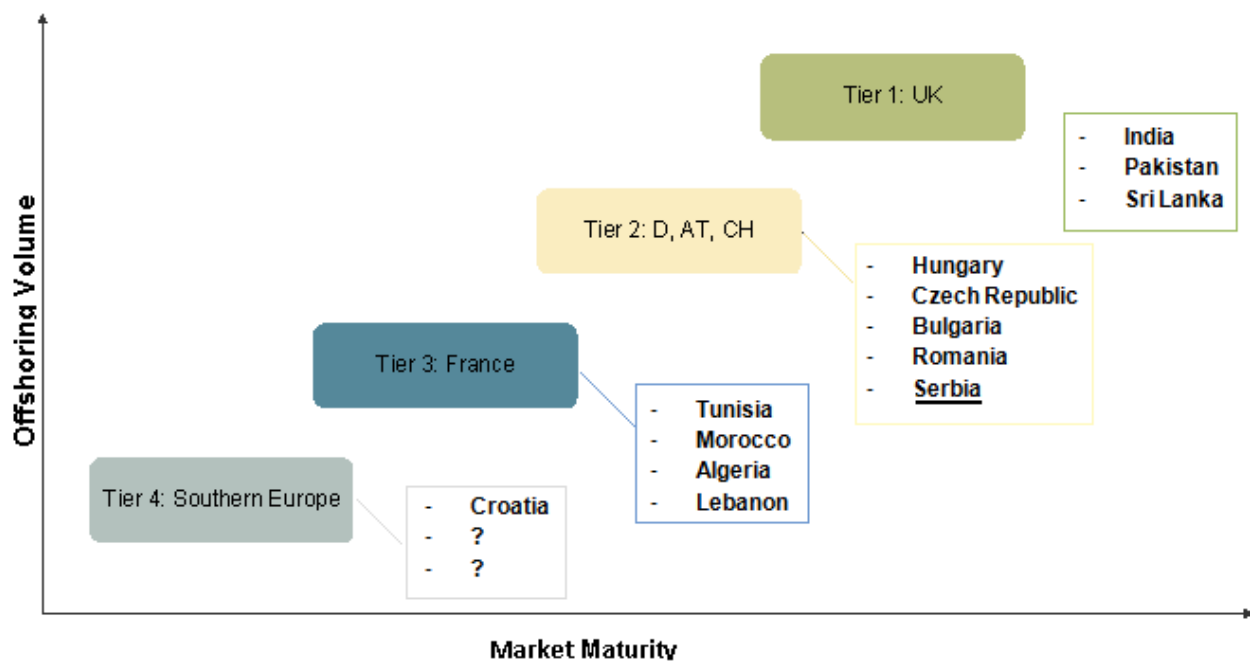 Tier 1: UK
- India
- Pakistan
- Sri Lanka
Tier 2: D, AT, CH
- Hungary
- Czech Republic
- Bulgaria
- Romania
- Serbia
Tier 3: France
- Tunisia
- Morocco
- Algeria
- Lebanon
Tier 4: Southern Europe
- Croatia
- ?
- ?
Offshoring Volume
Market Maturity